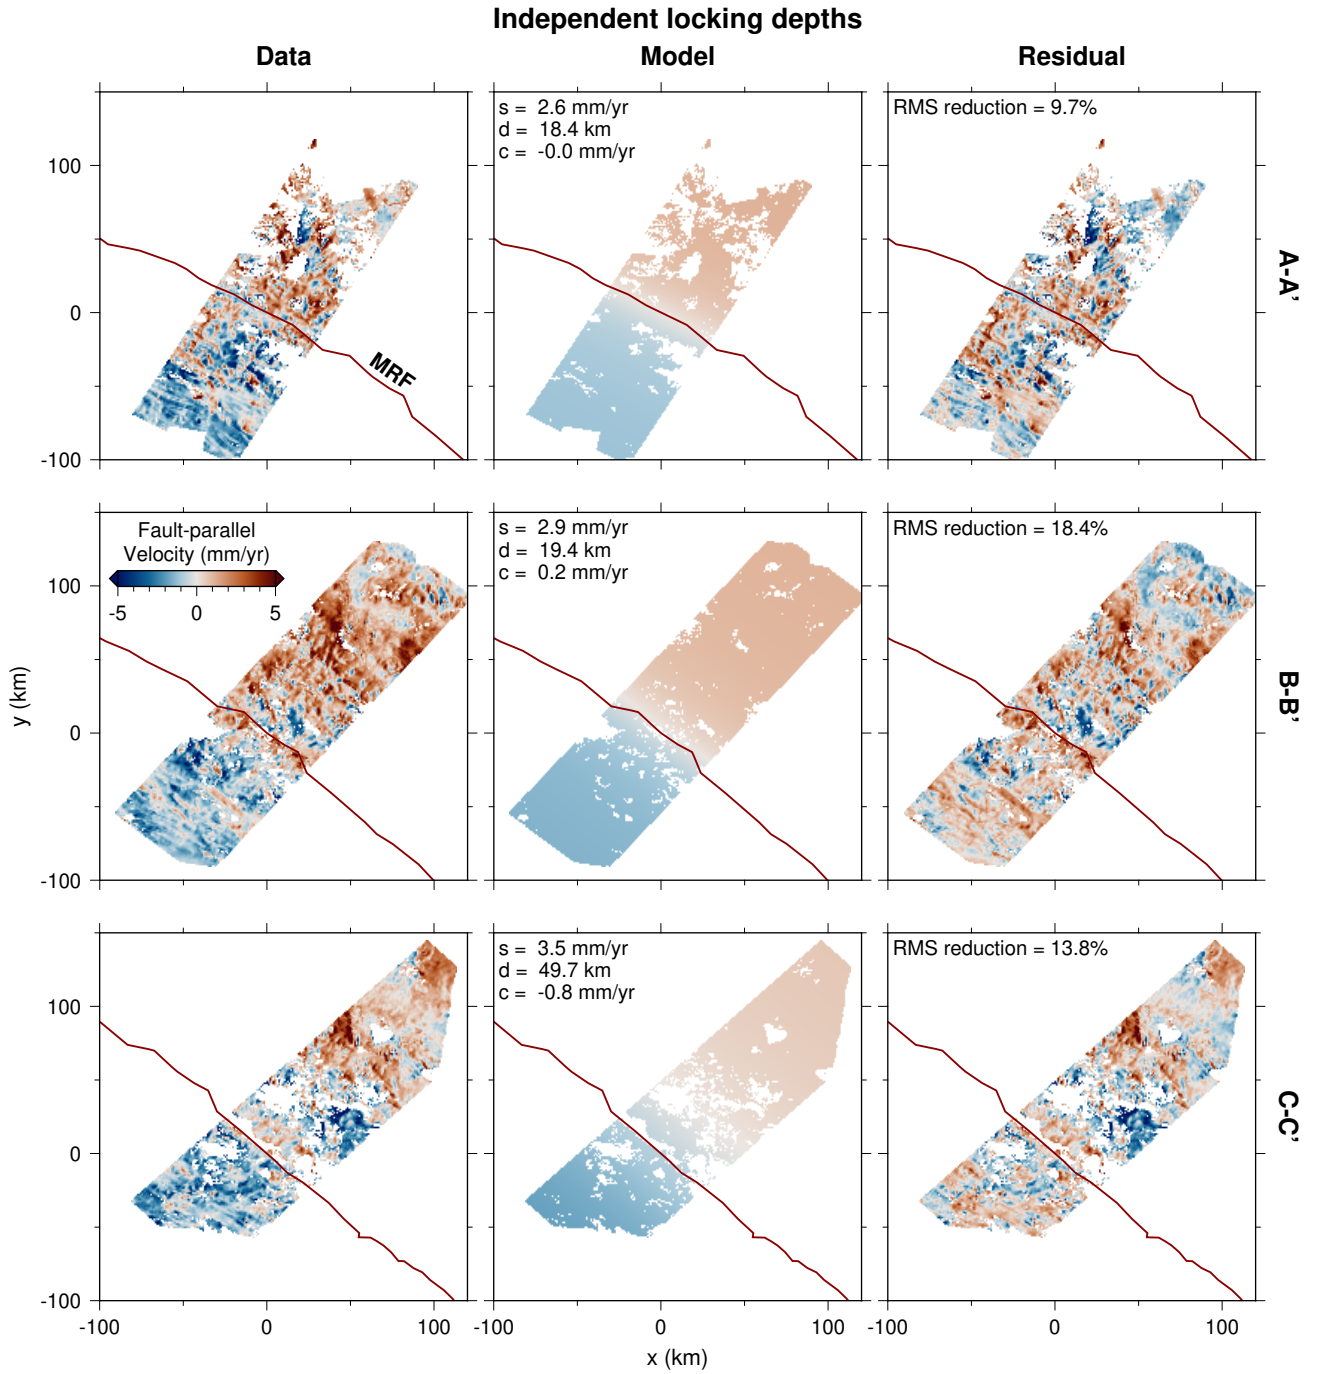 Independent locking depths
Data
Model
Residual
s = 2.6 mm/yr
d = 18.4 km
c = -0.0 mm/yr
RMS reduction = 9.7%
100
0
-100
MRF
A-A’
Fault-parallel
Velocity (mm/yr)
-5
0
5
s = 2.9 mm/yr
d = 19.4 km
c = 0.2 mm/yr
RMS reduction = 18.4%
100
0
-100
y (km)
B-B’
s = 3.5 mm/yr
d = 49.7 km
c = -0.8 mm/yr
RMS reduction = 13.8%
100
0
-100
C-C’
-100
0
100
-100
0
100
-100
0
100
x (km)